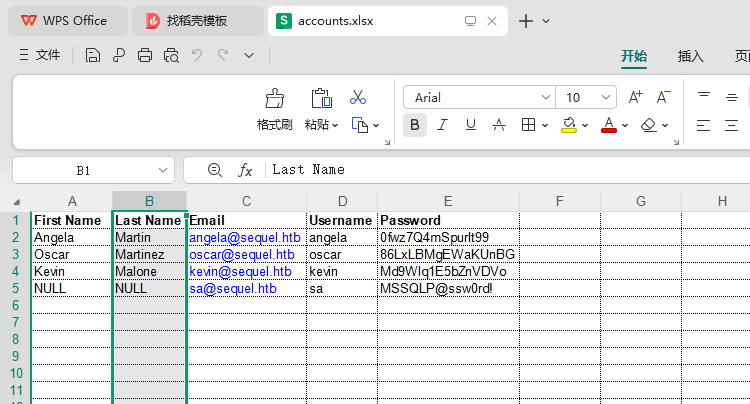 WPS Office 找稻壳模板 accounts.xlsx
文件 开始 插入
格式刷 粘贴 Arial 10 A+ A- B I U A A
B1 fx Last Name
A B C D E F G H
1 First Name Last Name Email Username Password
2 Angela Martin angela@sequel.htb angela 0fwz7Q4mSpurIt99
3 Oscar Martinez oscar@sequel.htb oscar 86LxLBMgEWaKUnBG
4 Kevin Malone kevin@sequel.htb kevin Md9Wlq1E5bZnVDVo
5 NULL NULL sa@sequel.htb sa MSSQLP@ssw0rd!
6
7
8
9
10
11